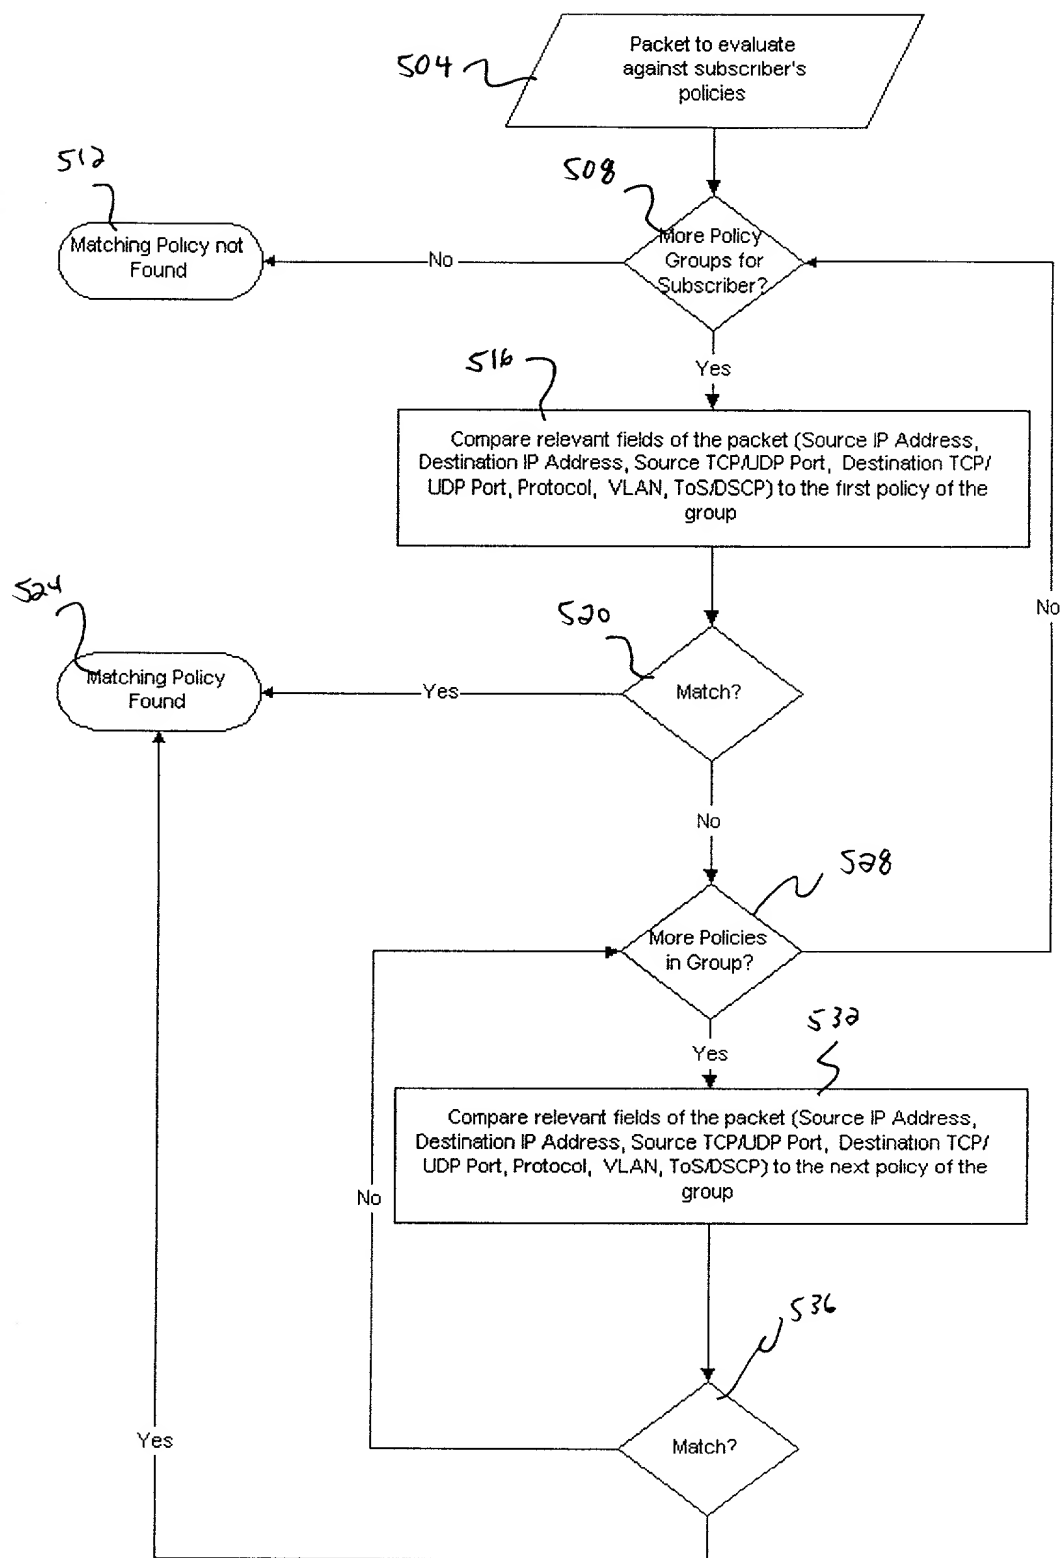 504
Packet to evaluate
against subscriber's
policies
512
508
Matching Policy not
Found
No
More Policy
Groups for
Subscriber?
516
Yes
Compare relevant fields of the packet (Source IP Address,
Destination IP Address, Source TCP/UDP Port, Destination TCP/
UDP Port, Protocol, VLAN, ToS/DSCP) to the first policy of the
group
524
520
No
Matching Policy
Found
Yes
Match?
No
528
More Policies
in Group?
532
Yes
Compare relevant fields of the packet (Source IP Address,
Destination IP Address, Source TCP/UDP Port, Destination TCP/
UDP Port, Protocol, VLAN, ToS/DSCP) to the next policy of the
group
No
536
Yes
Match?